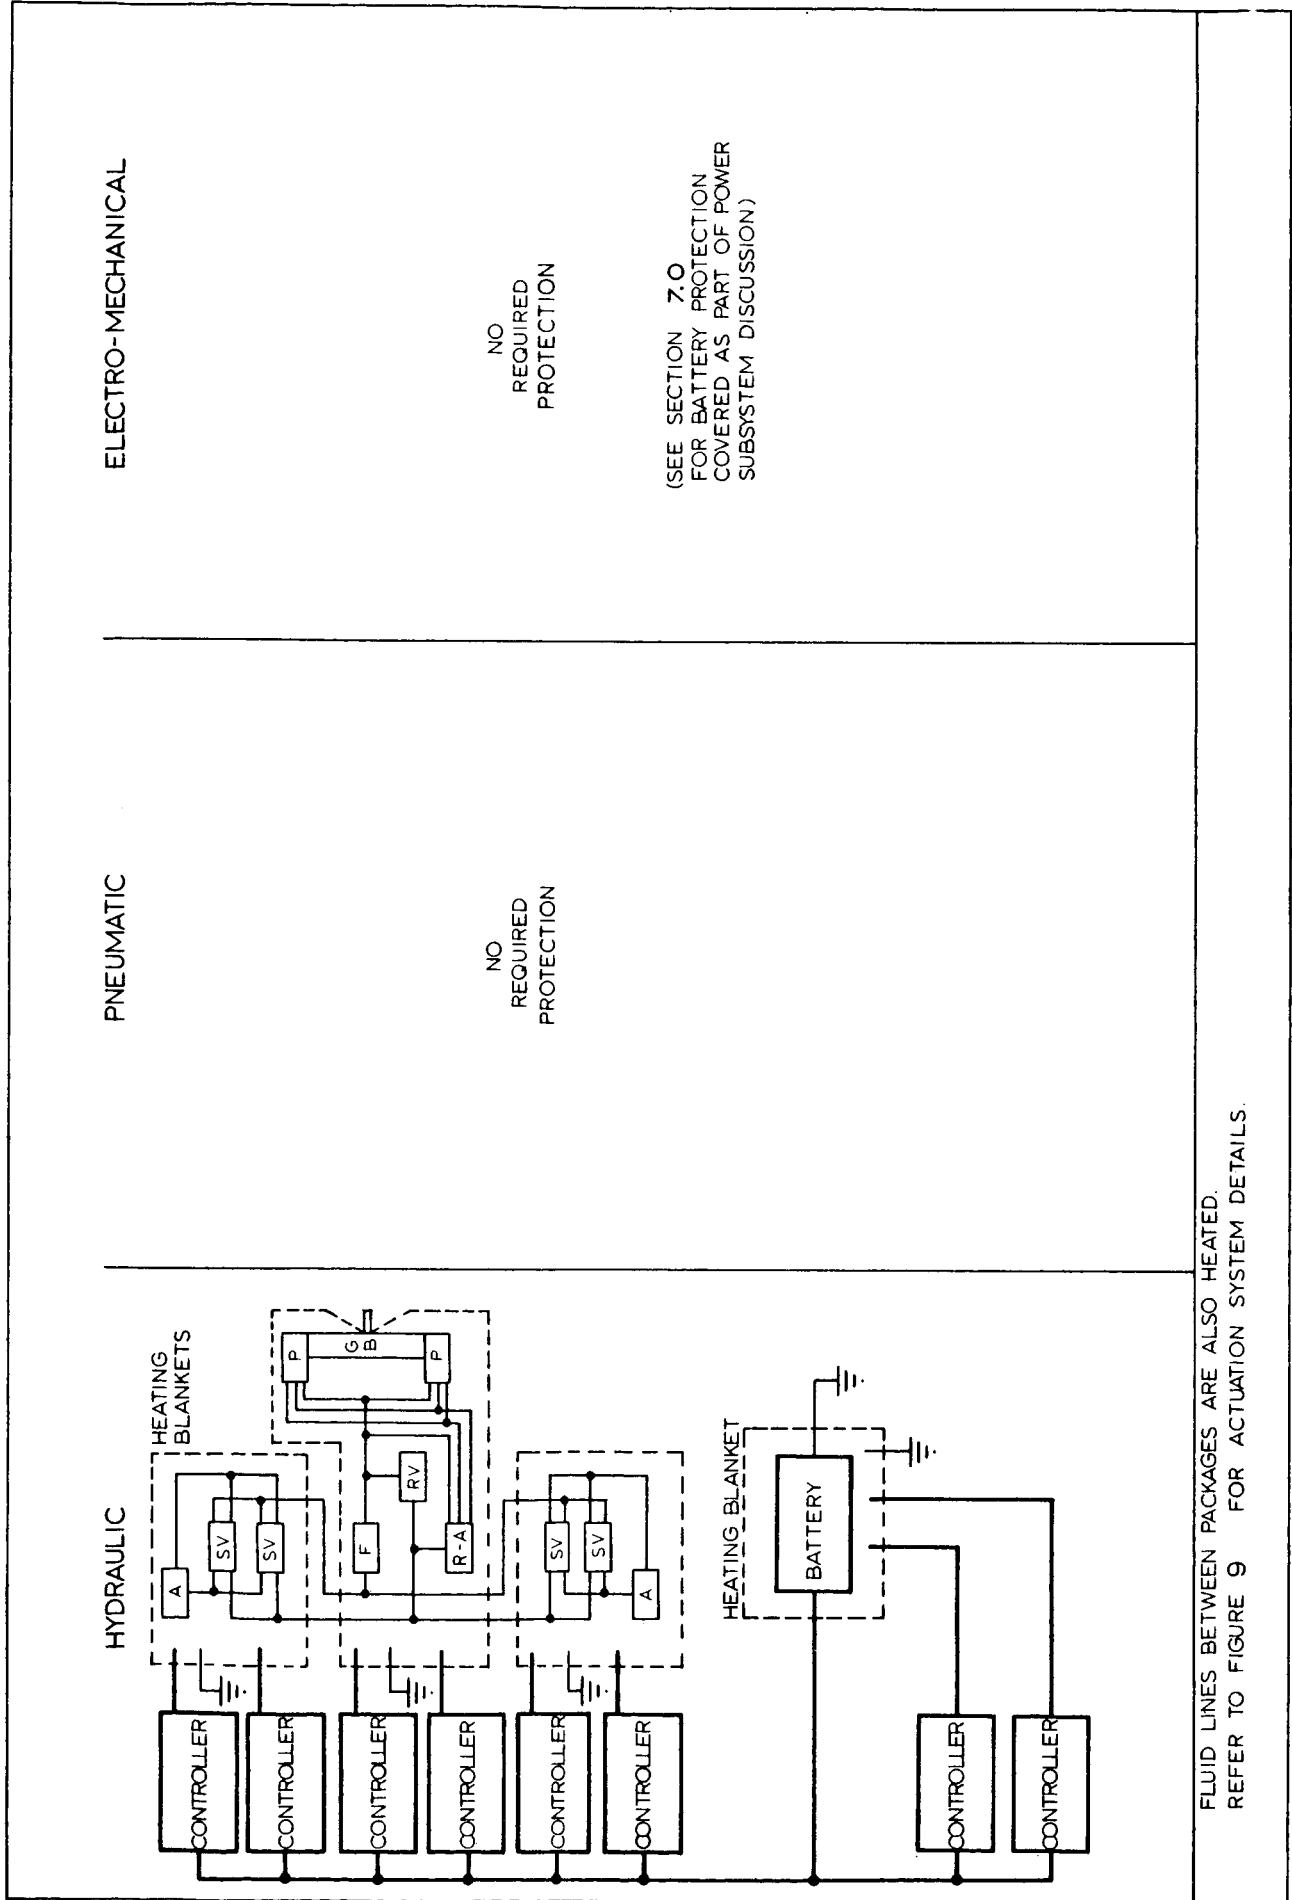 HYDRAULIC
HEATING
BLANKETS
CONTROLLER
CONTROLLER
CONTROLLER
CONTROLLER
CONTROLLER
CONTROLLER
A
SV
SV
F
RV
R-A
P
G
B
P
SV
SV
A
HEATING BLANKET
BATTERY
CONTROLLER
CONTROLLER
PNEUMATIC
NO
REQUIRED
PROTECTION
ELECTRO-MECHANICAL
NO
REQUIRED
PROTECTION
(SEE SECTION 7.0
FOR BATTERY PROTECTION
COVERED AS PART OF POWER
SUBSYSTEM DISCUSSION)
FLUID LINES BETWEEN PACKAGES ARE ALSO HEATED.
REFER TO FIGURE 9 FOR ACTUATION SYSTEM DETAILS.